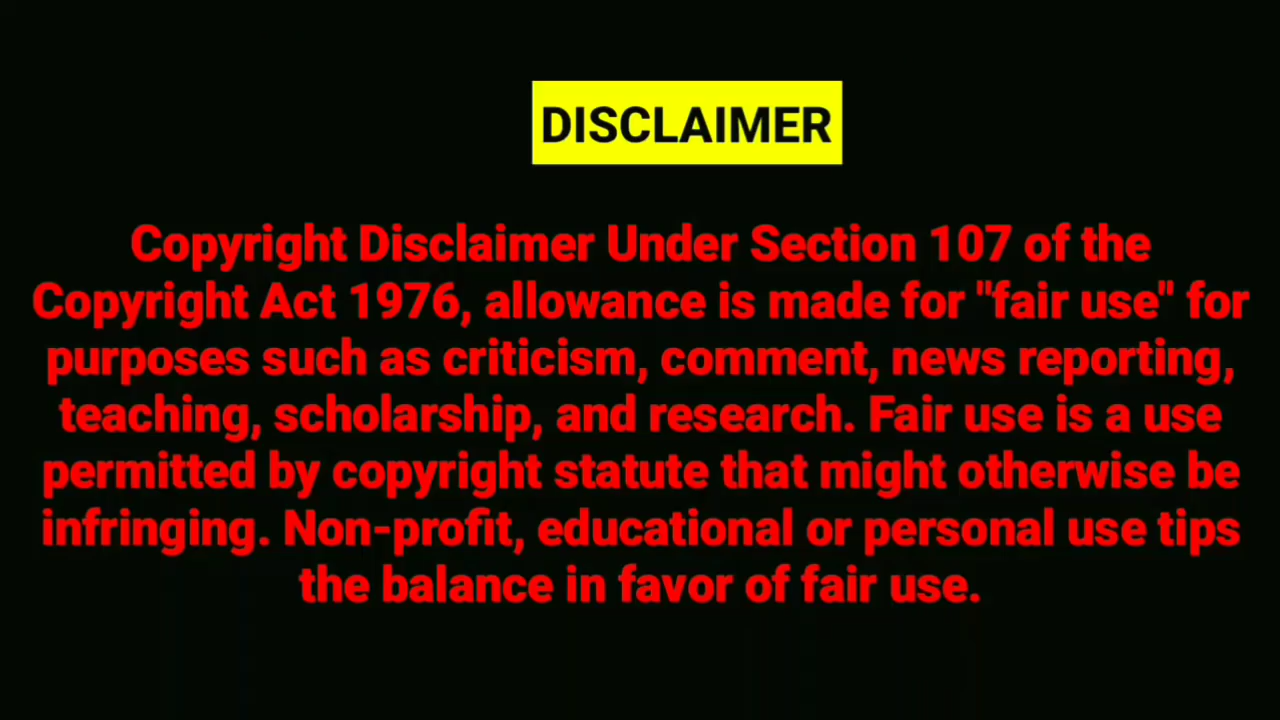 DISCLAIMER
Copyright Disclaimer Under Section 107 of the
Copyright Act 1976, allowance is made for "fair use" for
purposes such as criticism, comment, news reporting,
teaching, scholarship, and research. Fair use is a use
permitted by copyright statute that might otherwise be
infringing. Non-profit, educational or personal use tips
the balance in favor of fair use.